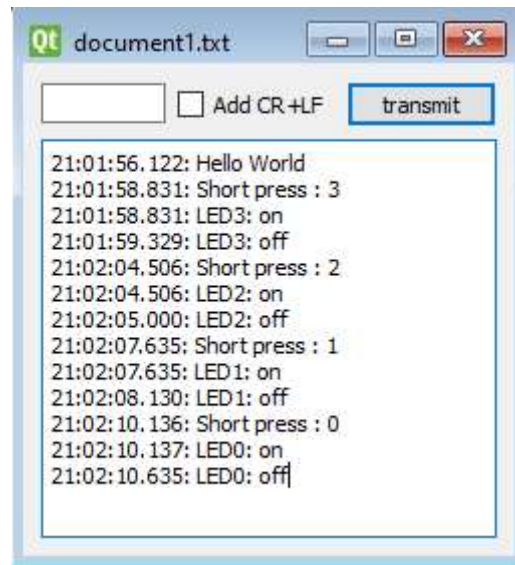 Qt document1.txt
Add CR+LF transmit
21:01:56.122: Hello World
21:01:58.831: Short press : 3
21:01:58.831: LED3: on
21:01:59.329: LED3: off
21:02:04.506: Short press : 2
21:02:04.506: LED2: on
21:02:05.000: LED2: off
21:02:07.635: Short press : 1
21:02:07.635: LED1: on
21:02:08.130: LED1: off
21:02:10.136: Short press : 0
21:02:10.137: LED0: on
21:02:10.635: LED0: off